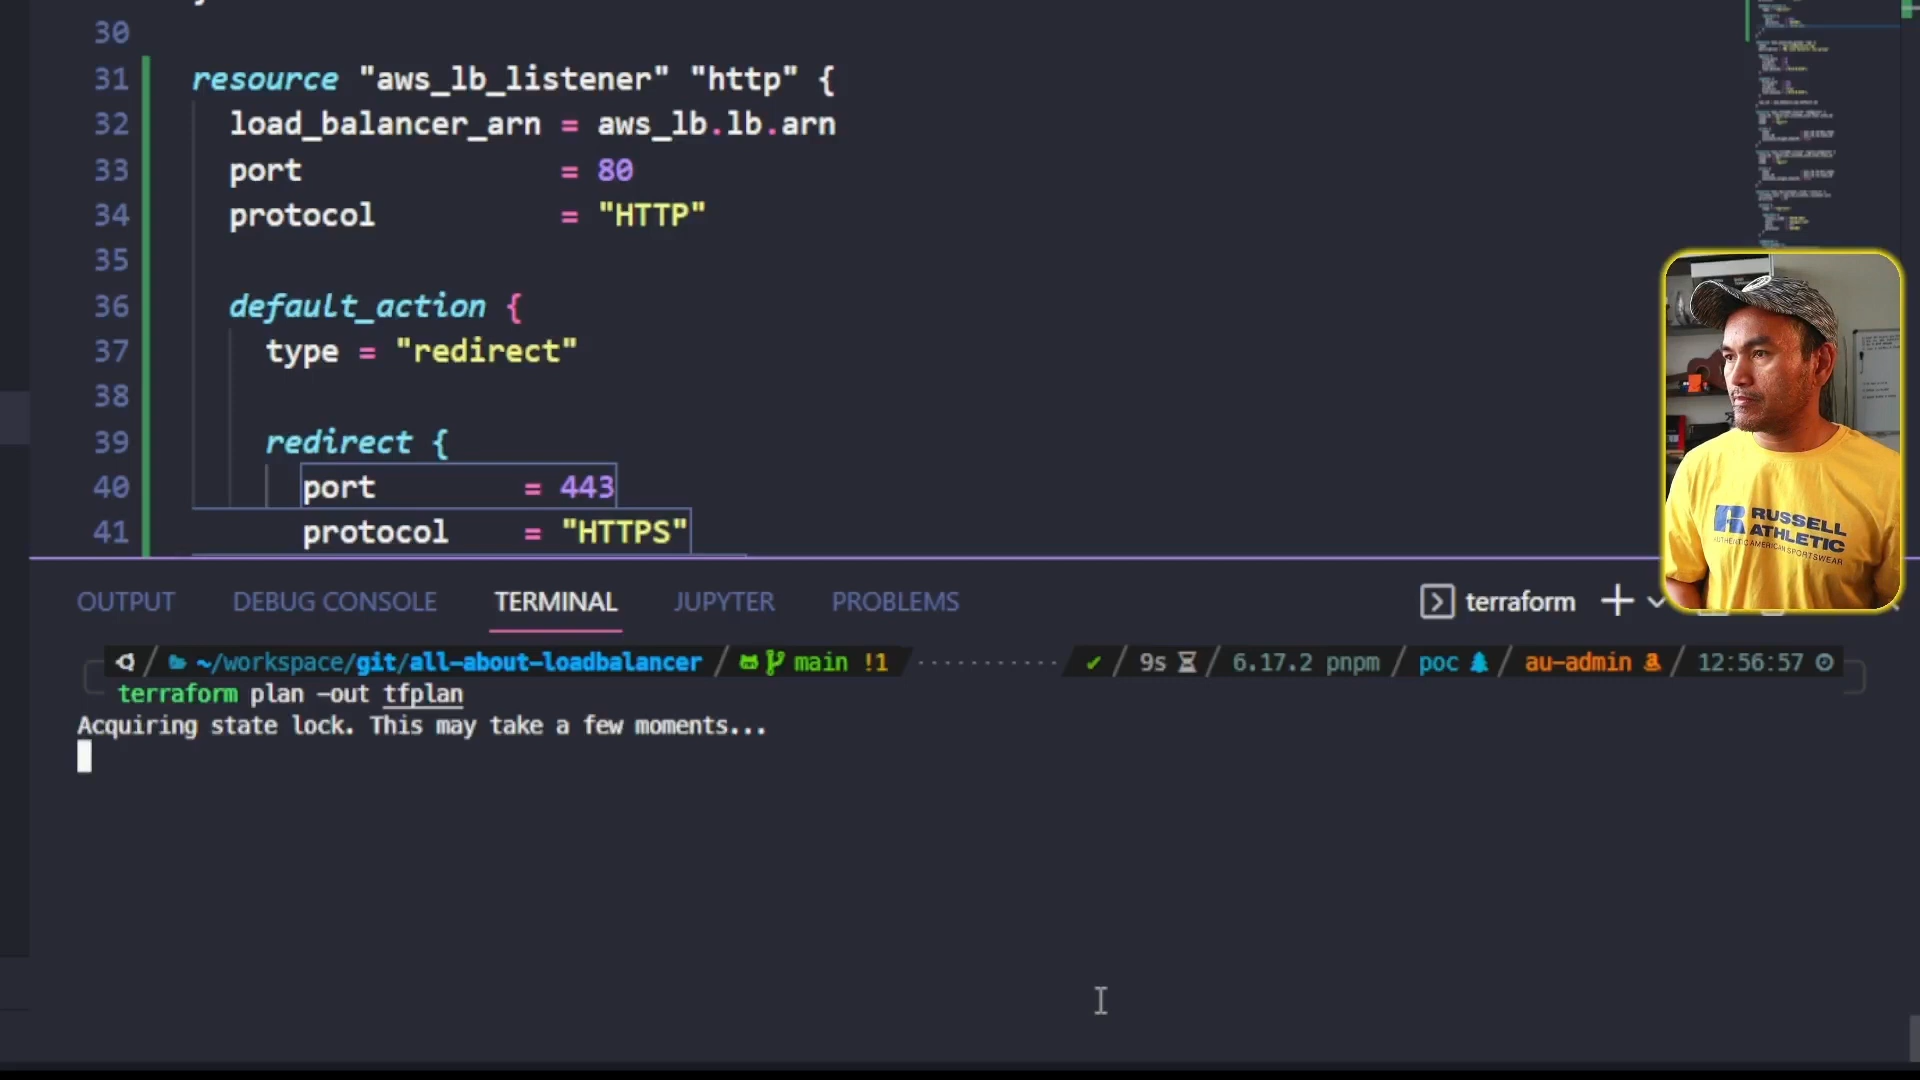 30
31 resource "aws_lb_listener" "http" {
32 load_balancer_arn = aws_lb.lb.arn
33 port = 80
34 protocol = "HTTP"
35
36 default_action {
37 type = "redirect"
38
39 redirect {
40 port = 443
41 protocol = "HTTPS"
RUSSELL
ATHLETIC
AUTHENTIC AMERICAN SPORTSWEAR
OUTPUT DEBUG CONSOLE TERMINAL JUPYTER PROBLEMS terraform
~/workspace/git/all-about-loadbalancer / main !1 ✔ / 9s / 6.17.2 pnpm / poc / au-admin / 12:56:57
terraform plan -out tfplan
Acquiring state lock. This may take a few moments...